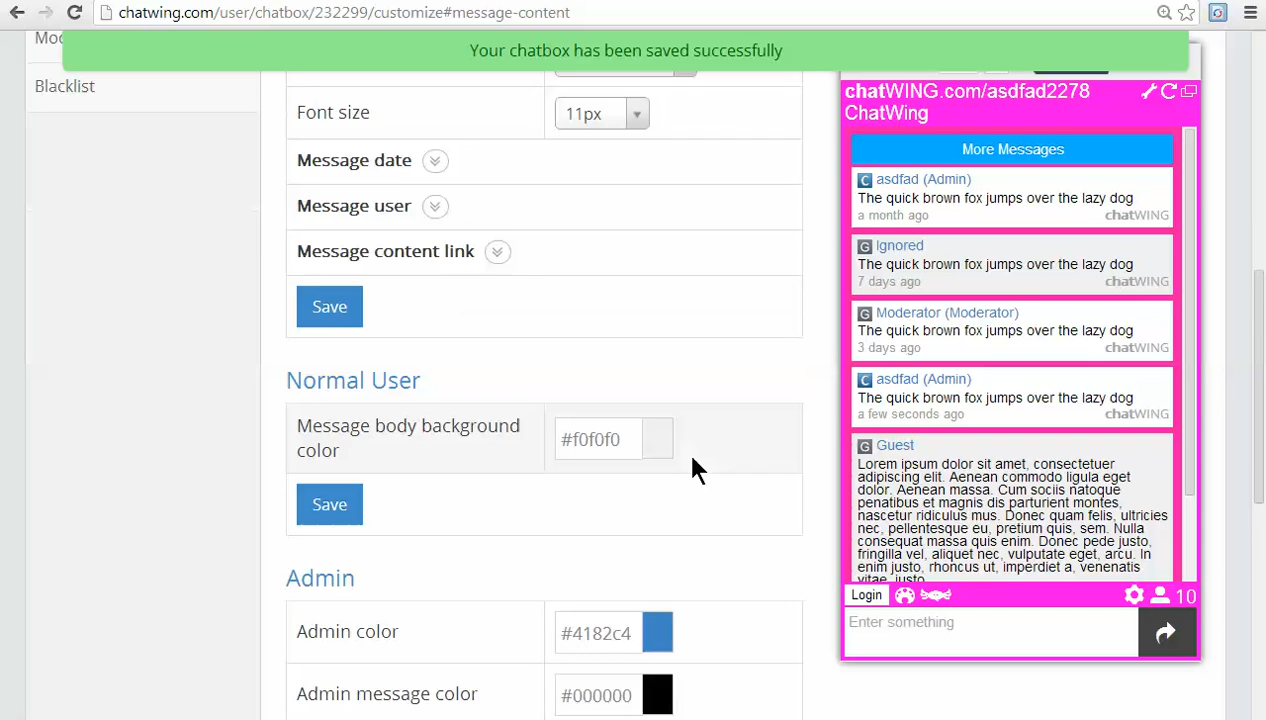 chatwing.com/user/chatbox/232299/customize#message-content
Your chatbox has been saved successfully
Blacklist
Font size
11px
Message date
Message user
Message content link
Save
Normal User
Message body background
color
#f0f0f0
Save
Admin
Admin color
#4182c4
Admin message color
#000000
chatWING.com/asdfad2278
ChatWing
More Messages
C asdfad (Admin)
The quick brown fox jumps over the lazy dog
a month ago chatWING
G Ignored
The quick brown fox jumps over the lazy dog
7 days ago chatWING
G Moderator (Moderator)
The quick brown fox jumps over the lazy dog
3 days ago chatWING
C asdfad (Admin)
The quick brown fox jumps over the lazy dog
a few seconds ago chatWING
G Guest
Lorem ipsum dolor sit amet, consectetuer
adipiscing elit. Aenean commodo ligula eget
dolor. Aenean massa. Cum sociis natoque
penatibus et magnis dis parturient montes,
nascetur ridiculus mus. Donec quam felis, ultricies
nec, pellentesque eu, pretium quis, sem. Nulla
consequat massa quis enim. Donec pede justo,
fringilla vel, aliquet nec, vulputate eget, arcu. In
enim justo, rhoncus ut, imperdiet a, venenatis
vitae, justo
Login 10
Enter something